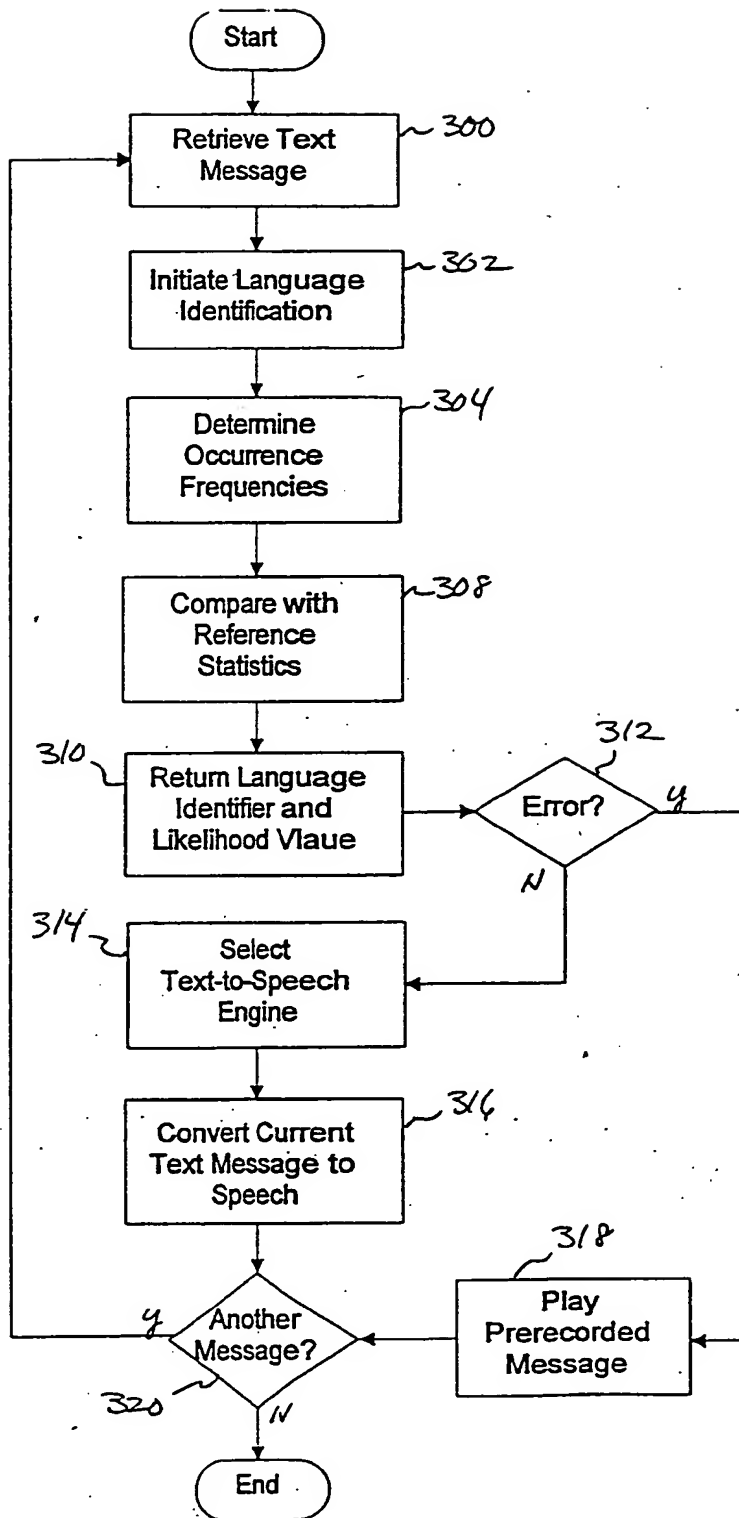 Start
Retrieve Text
Message
300
Initiate Language
Identification
302
Determine
Occurrence
Frequencies
304
Compare with
Reference
Statistics
308
310
Return Language
Identifier and
Likelihood Vlaue
312
Error?
y
N
314
Select
Text-to-Speech
Engine
Convert Current
Text Message to
Speech
316
318
Play
Prerecorded
Message
y
Another
Message?
320
N
End